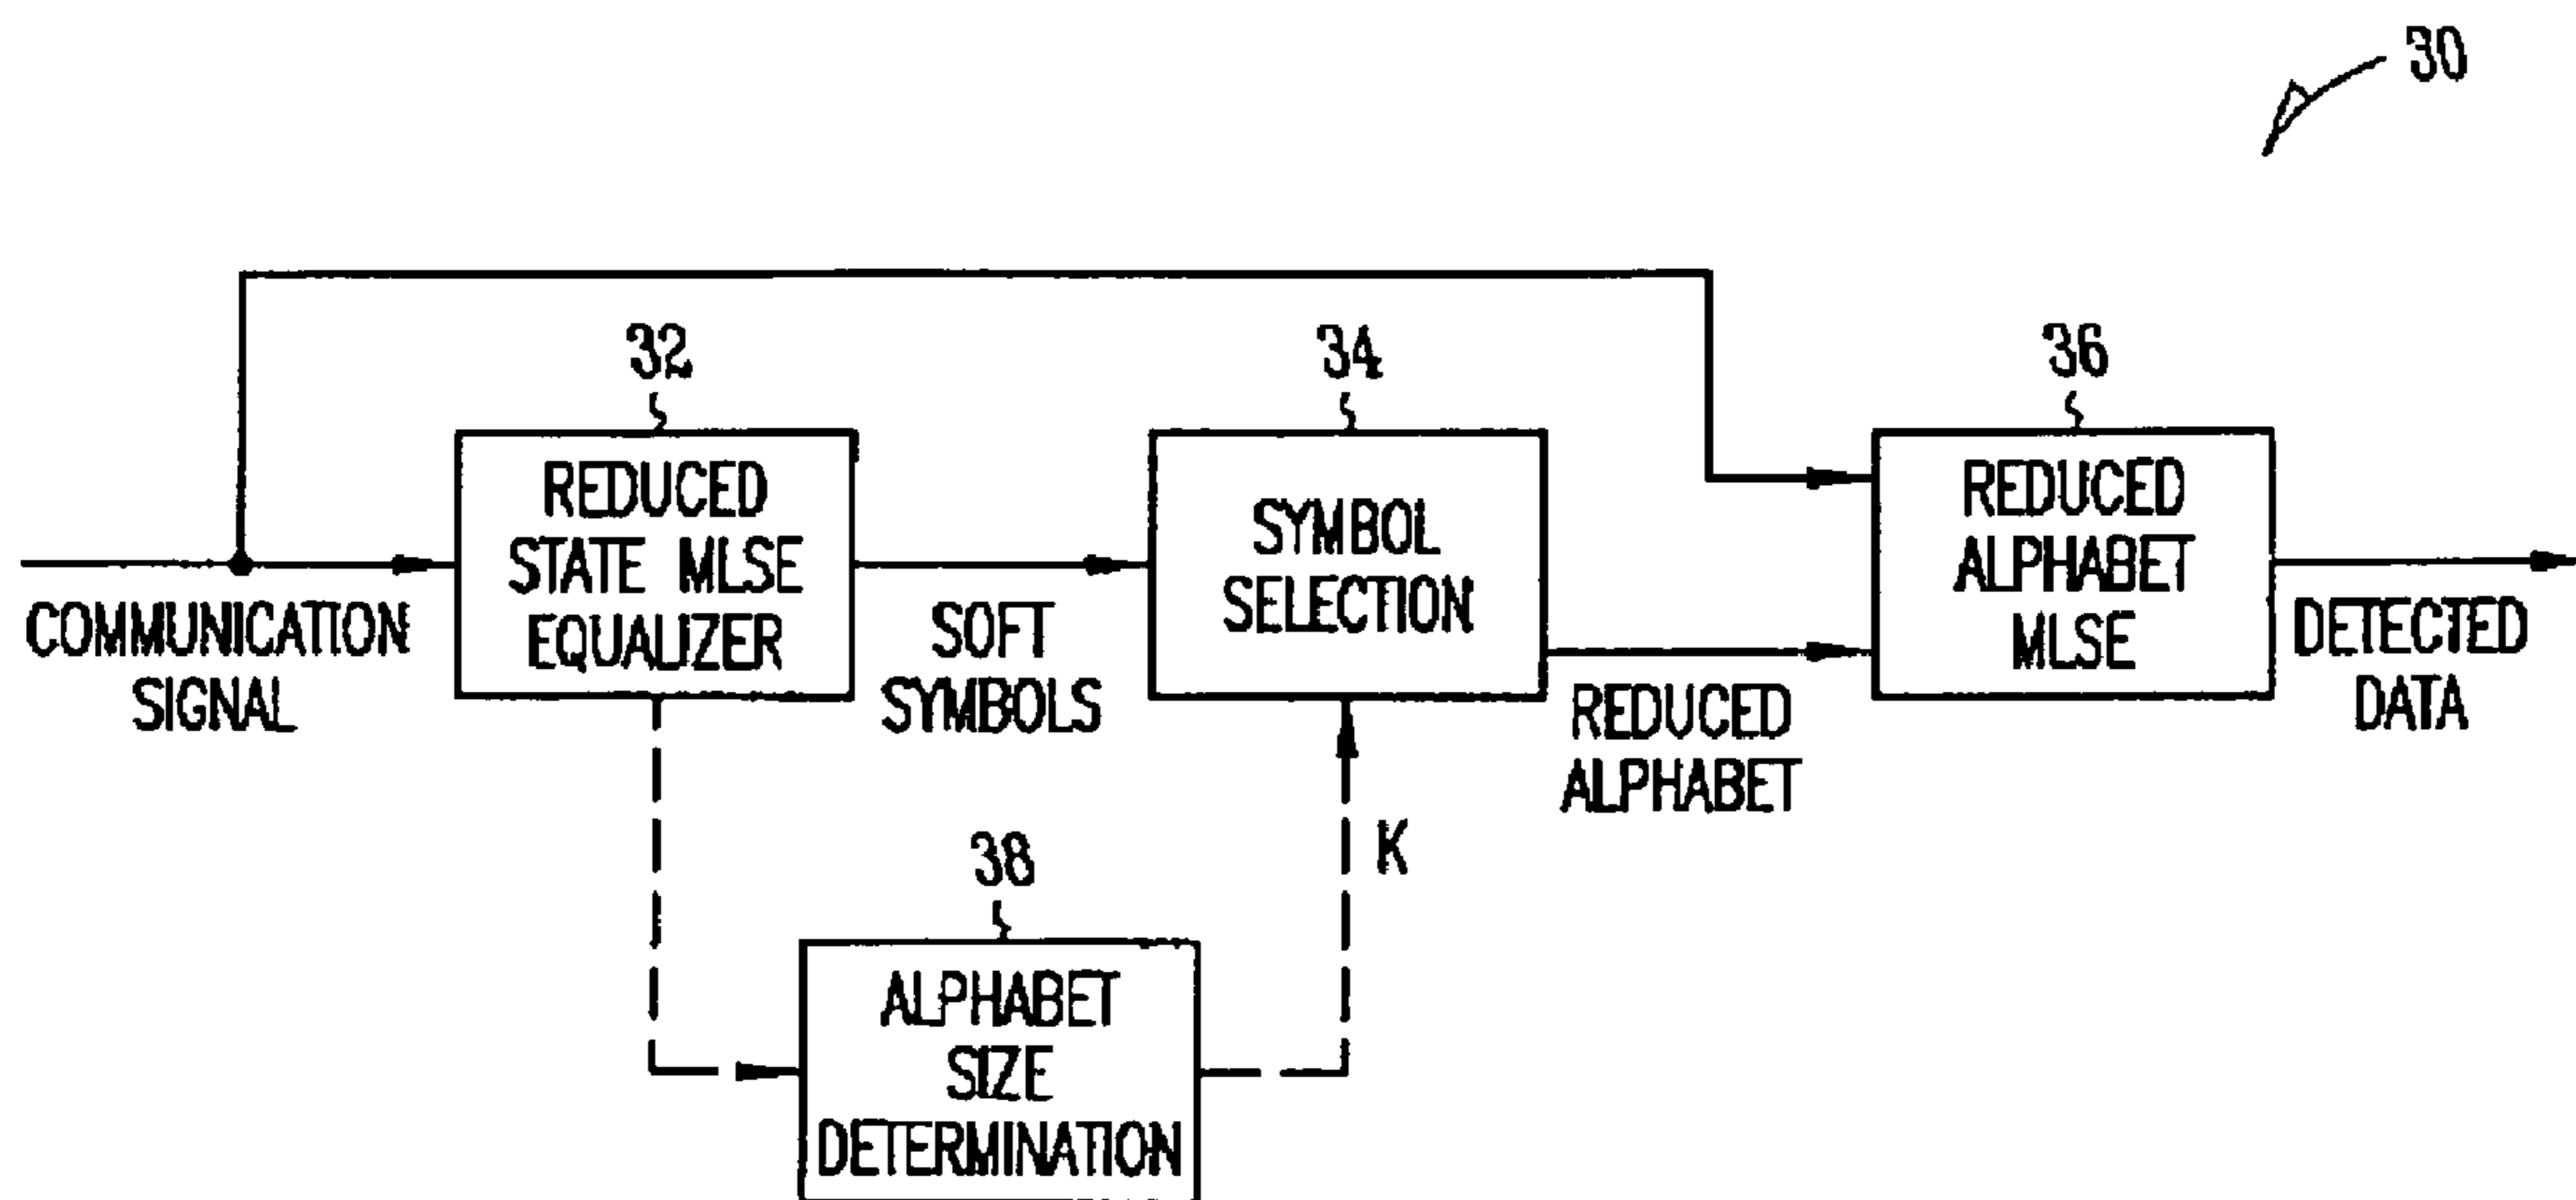 30
32
34
36
REDUCED
STATE MLSE
EQUALIZER
SYMBOL
SELECTION
REDUCED
ALPHABET
MLSE
COMMUNICATION
SIGNAL
SOFT
SYMBOLS
REDUCED
ALPHABET
DETECTED
DATA
K
38
ALPHABET
SIZE
DETERMINATION